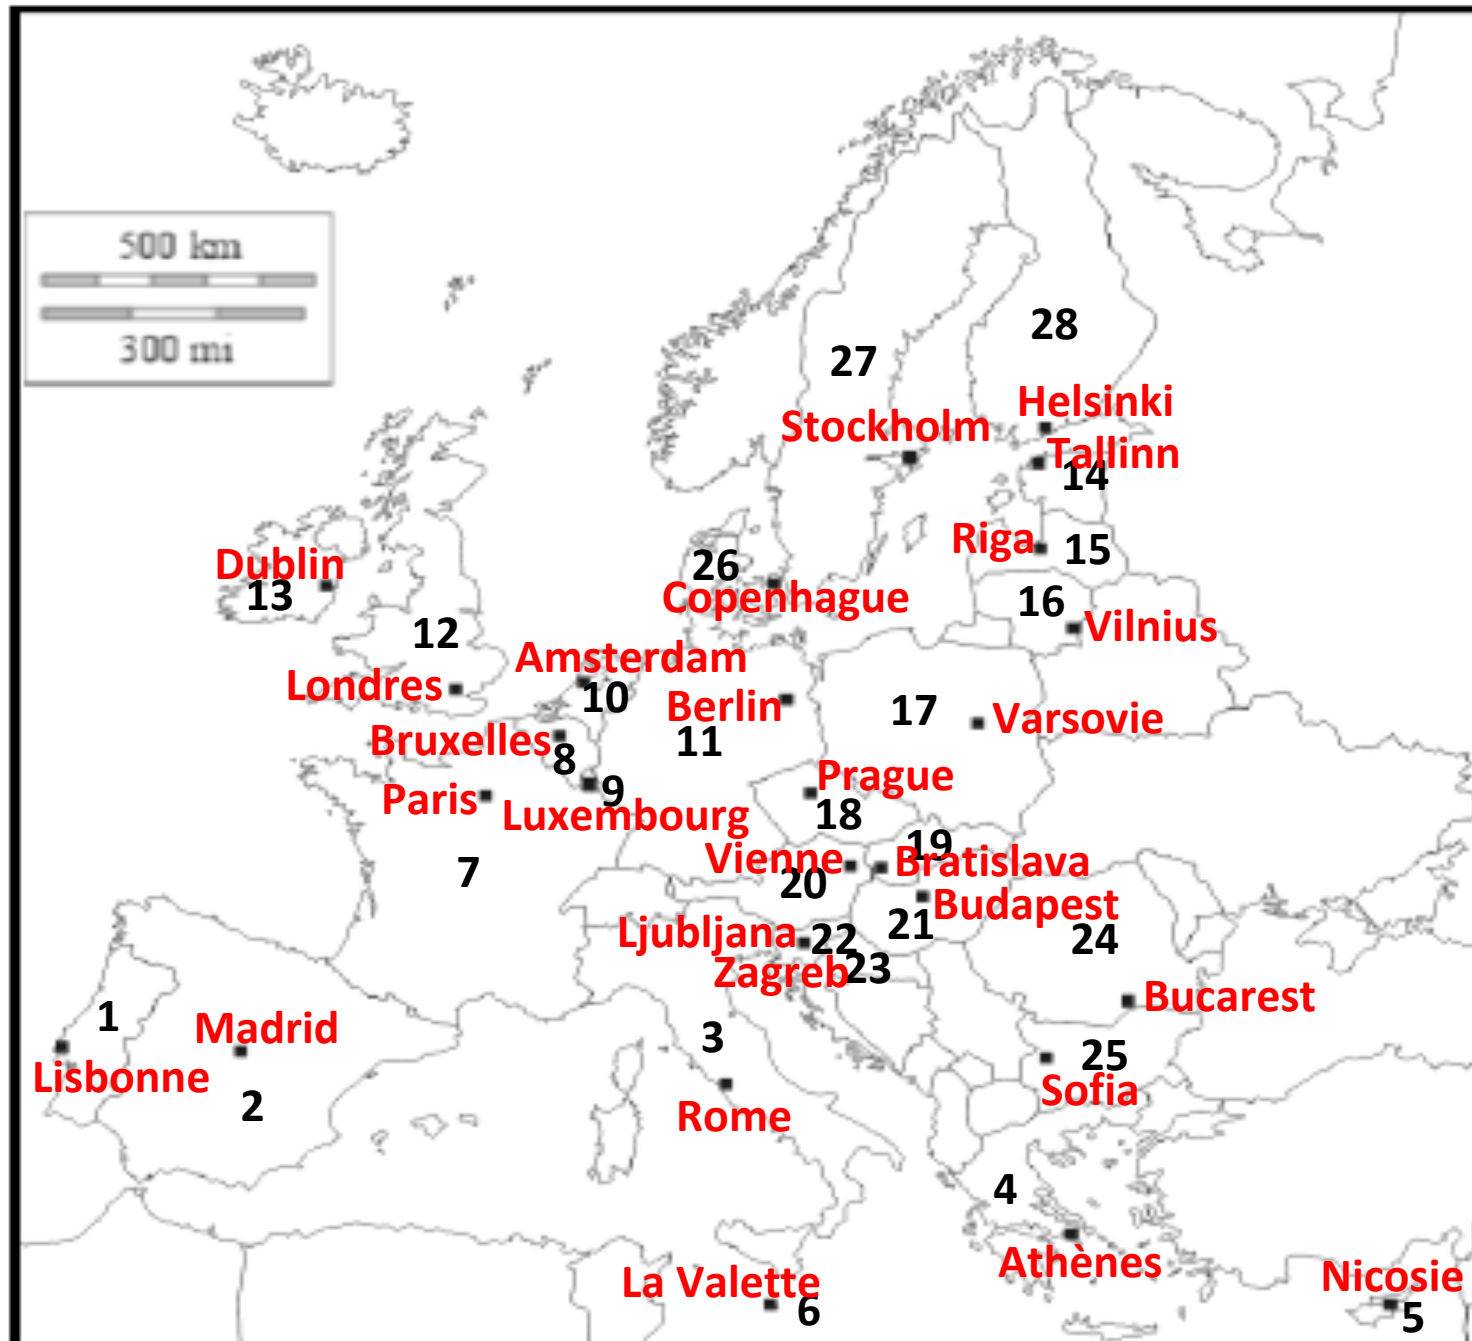 500 km
300 mi
28
27
Helsinki
Stockholm
Tallinn
14
Riga
15
Dublin
13
26
Copenhague
16
Vilnius
12
Amsterdam
Londres
10
Berlin
17
Varsovie
Bruxelles
8
11
Paris
9
Luxembourg
Prague
18
7
19
Vienne
Bratislava
20
Budapest
21
Ljubljana
22
24
Zagreb
23
1
Madrid
Bucarest
3
Lisbonne
25
Sofia
2
Rome
4
Athènes
La Valette
6
Nicosie
5